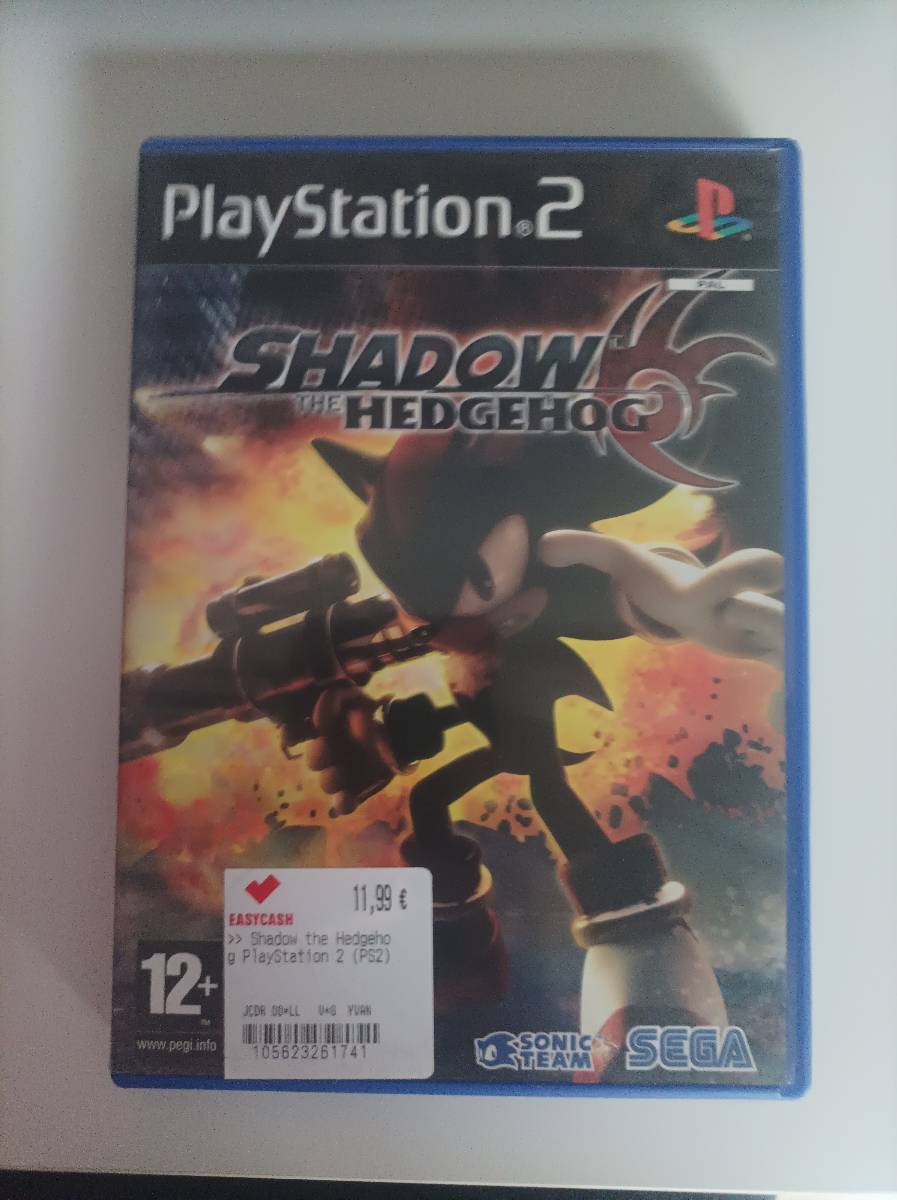 PlayStation®2
PAL
SHADOW
THE HEDGEHOG
EASYCASH
11,99 €
>> Shadow the Hedgeho
g PlayStation 2 (PS2)
JCDR OD*LL V*G YVAN
105623261741
12+
www.pegi.info
SONIC TEAM
SEGA